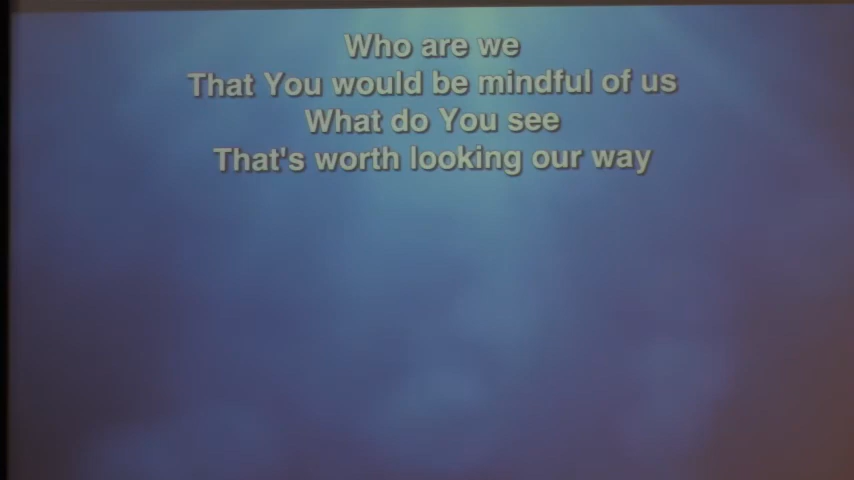 Who are we
That You would be mindful of us
What do You see
That's worth looking our way